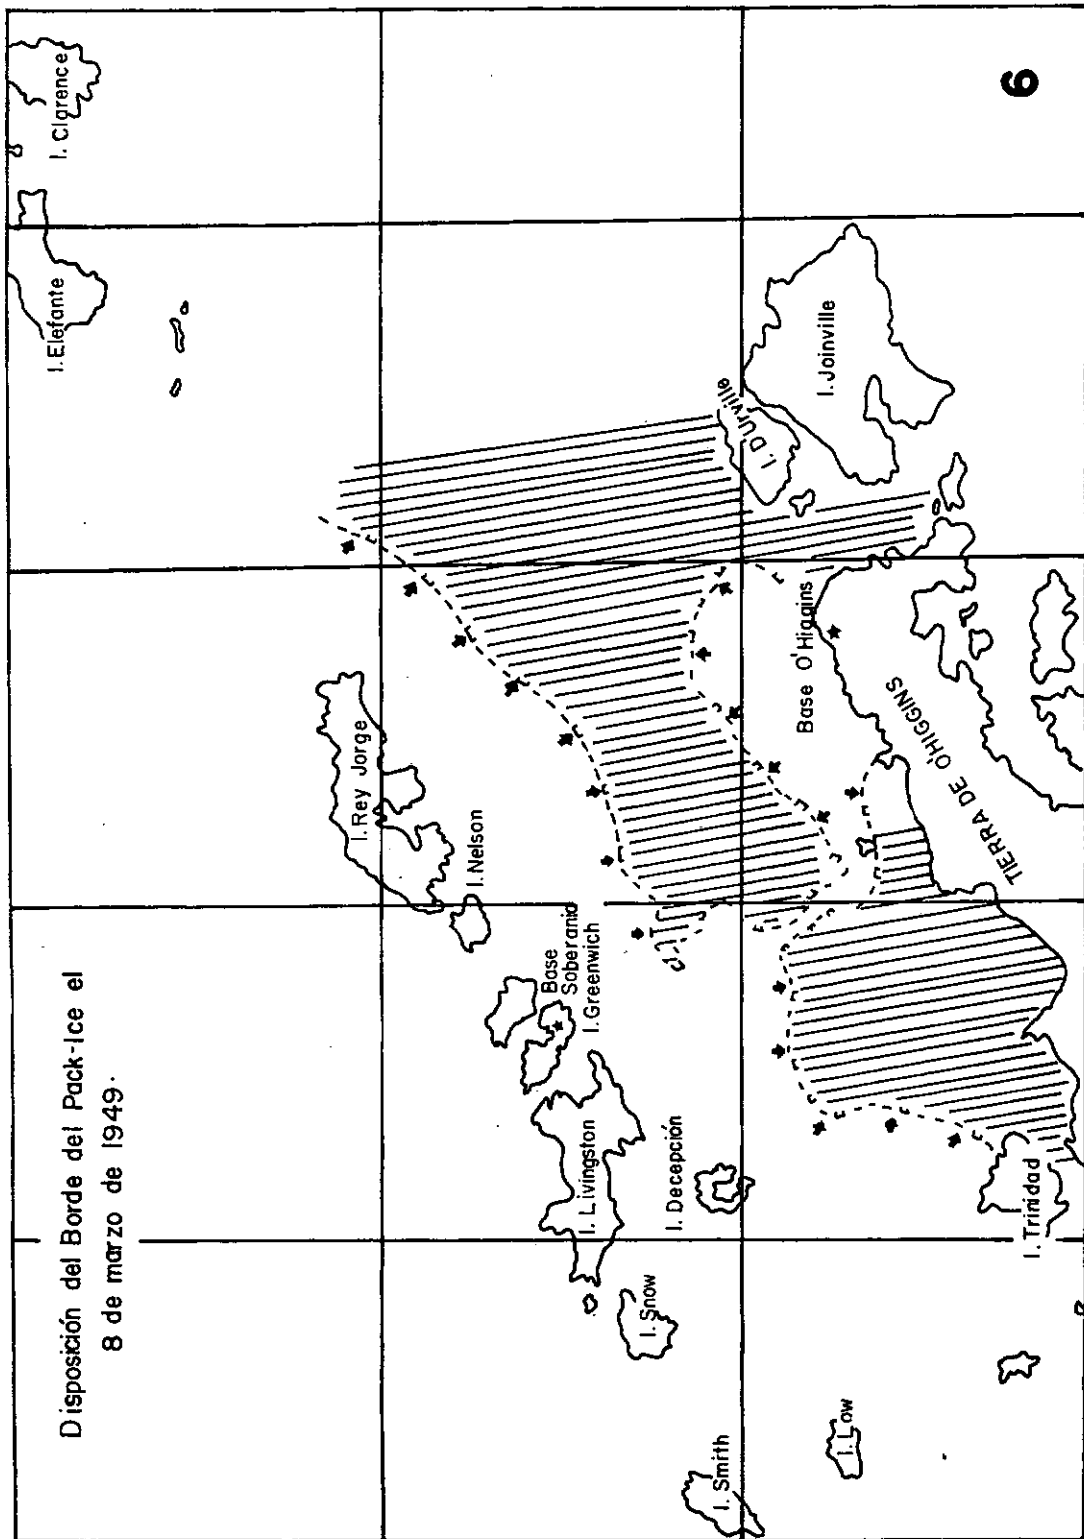 Disposición del Borde del Pack-Ice el
8 de marzo de 1949.
I. Clarence
I. Elefante
I. Rey Jorge
I. Nelson
Base
Soberanía
I. Greenwich
I. Livingston
I. Decepción
I. Snow
I. Smith
I. Low
I. Trinidad
I. D'Urville
I. Joinville
Base O'Higgins
TIERRA DE O'HIGGINS
6